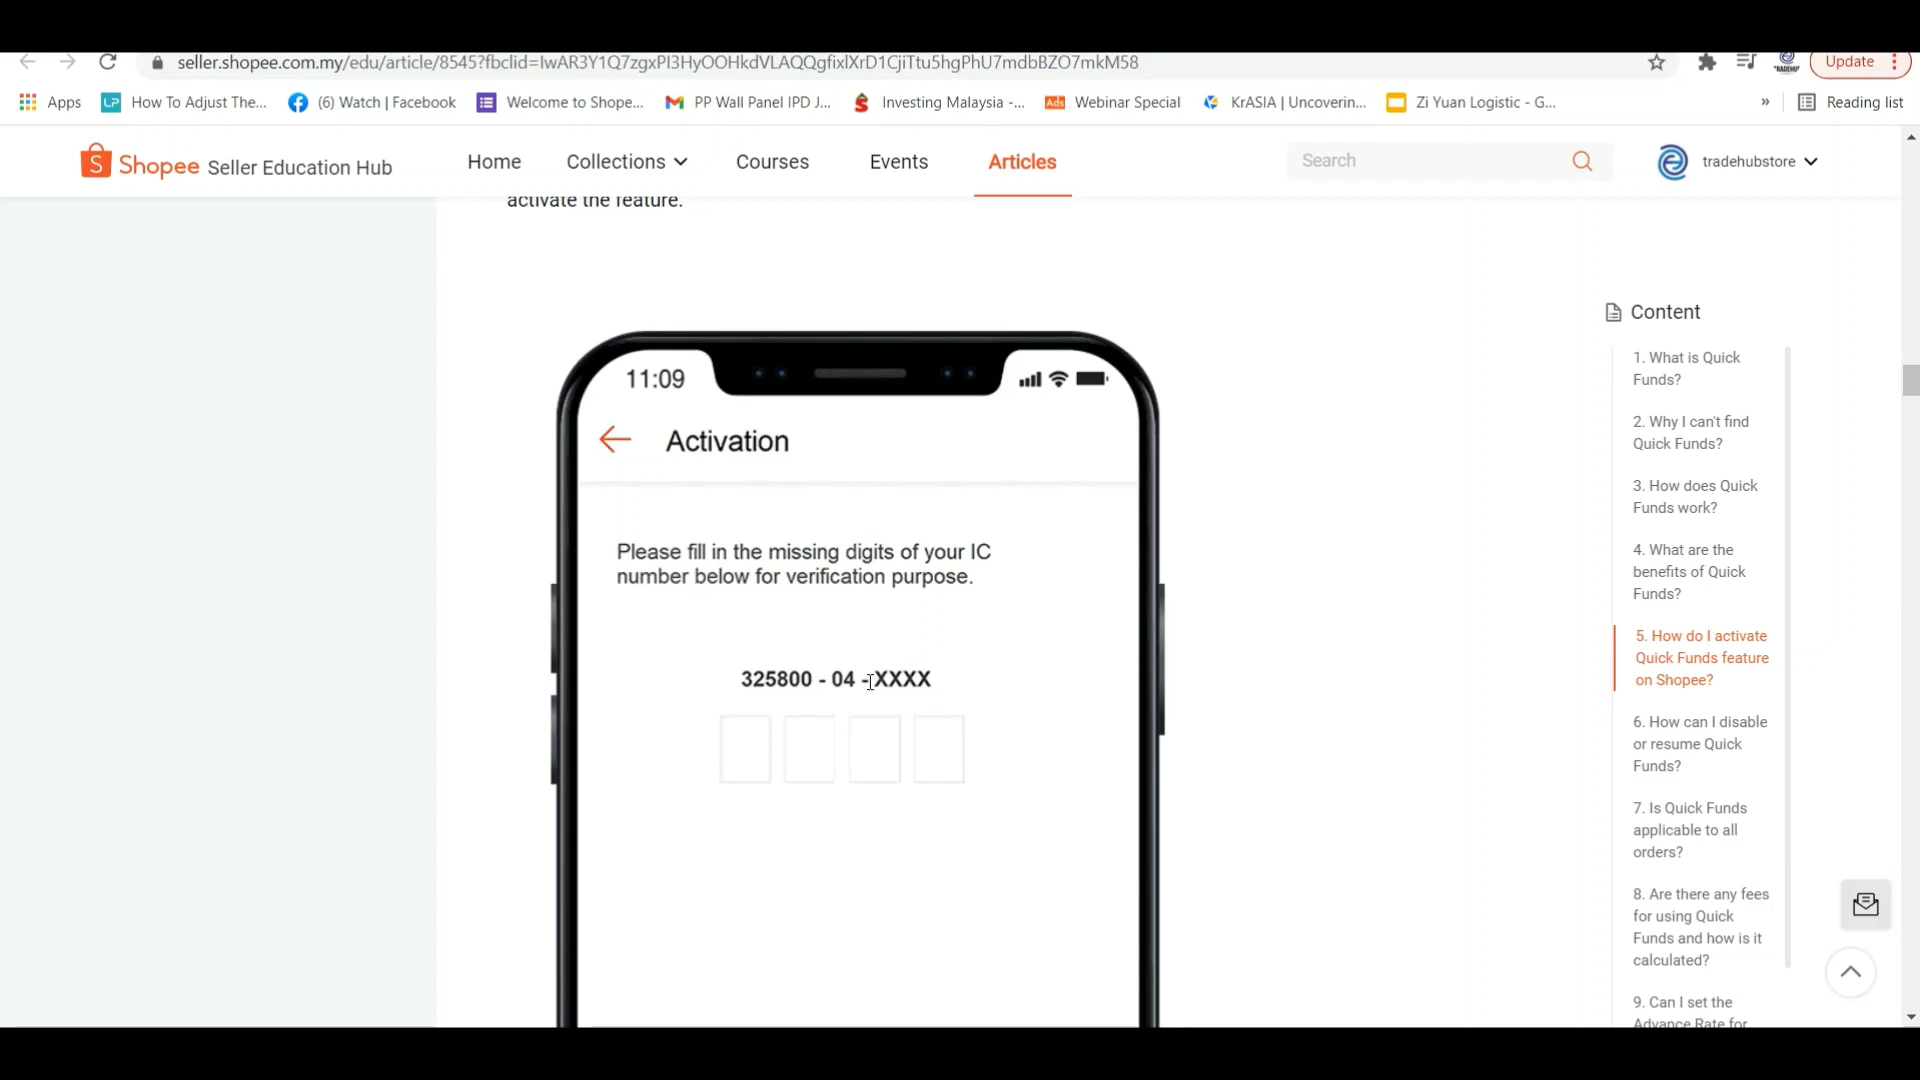 seller.shopee.com.my/edu/article/8545?fbclid=IwAR3Y1Q7zgxPI3HyOOHkdVLAQQgfixlXrD1CjiTtu5hgPhU7mdbBZO7mkM58
Update
Apps
How To Adjust The...
(6) Watch | Facebook
Welcome to Shope...
PP Wall Panel IPD J...
Investing Malaysia -...
Ads
Webinar Special
KrASIA | Uncoverin...
Zi Yuan Logistic - G...
»
Reading list
Shopee Seller Education Hub
Home
Collections
Courses
Events
Articles
Search
tradehubstore
activate the feature.
11:09
Activation
Please fill in the missing digits of your IC
number below for verification purpose.
325800 - 04 - XXXX
Content
1. What is Quick
Funds?
2. Why I can't find
Quick Funds?
3. How does Quick
Funds work?
4. What are the
benefits of Quick
Funds?
5. How do I activate
Quick Funds feature
on Shopee?
6. How can I disable
or resume Quick
Funds?
7. Is Quick Funds
applicable to all
orders?
8. Are there any fees
for using Quick
Funds and how is it
calculated?
9. Can I set the
Advance Rate for